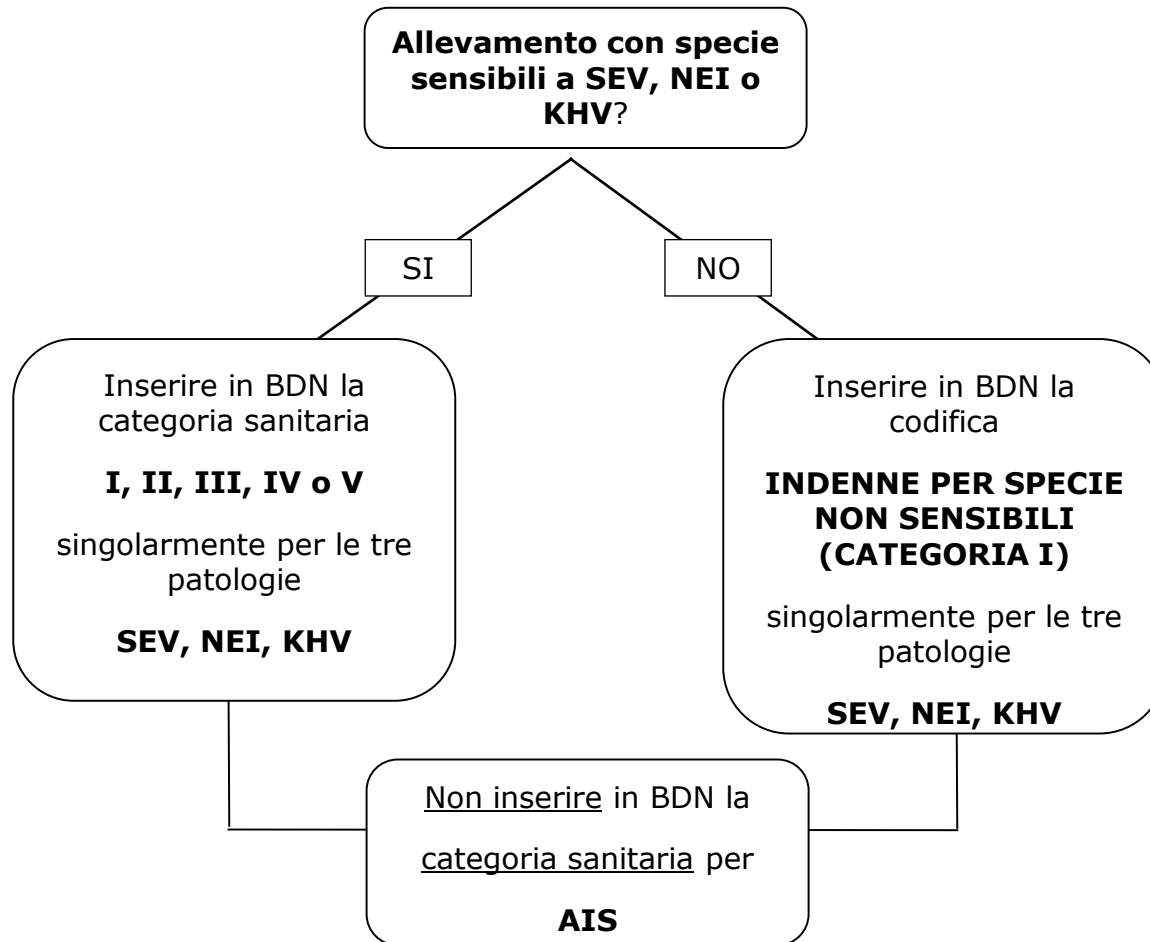 Allevamento con specie
sensibili a SEV, NEI o
KHV?
SI
NO
Inserire in BDN la
categoria sanitaria
I, II, III, IV o V
singolarmente per le tre
patologie
SEV, NEI, KHV
Inserire in BDN la
codifica
INDENNE PER SPECIE
NON SENSIBILI
(CATEGORIA I)
singolarmente per le tre
patologie
SEV, NEI, KHV
Non inserire in BDN la
categoria sanitaria per
AIS